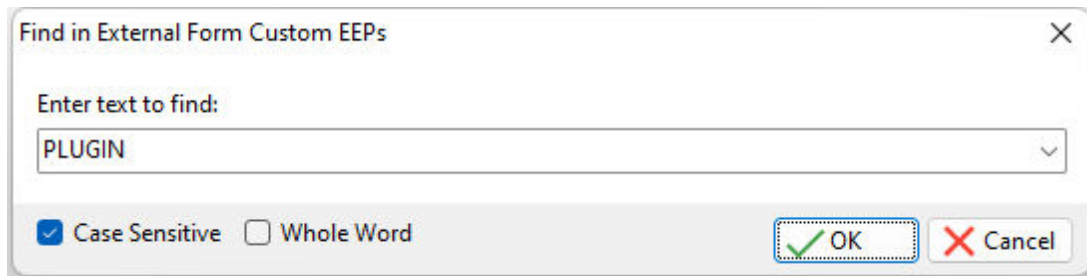 Find in External Form Custom EEPs
Enter text to find:
PLUGIN
Case Sensitive Whole Word OK Cancel